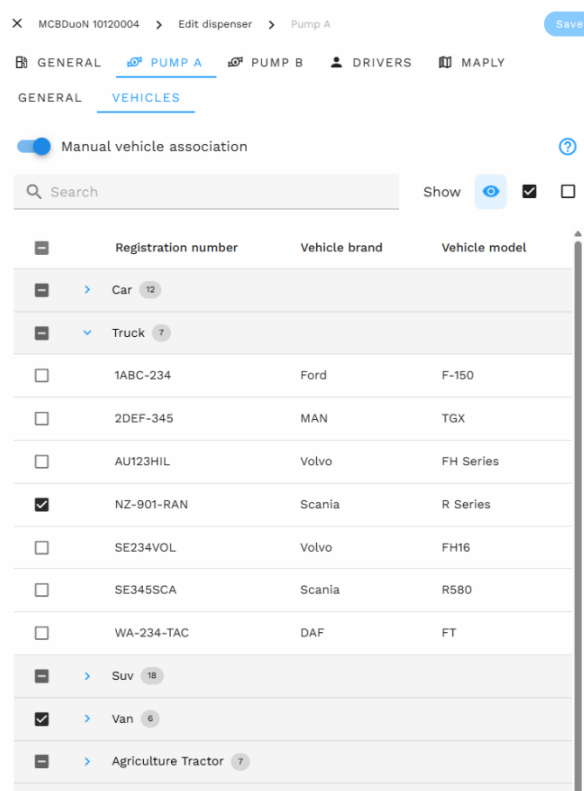 MCBDuoN 10120004 > Edit dispenser > Pump A Save
GENERAL PUMP A PUMP B DRIVERS MAPLY
GENERAL VEHICLES
Manual vehicle association ?
Search Show
Registration number Vehicle brand Vehicle model
Car 12
Truck 7
1ABC-234 Ford F-150
2DEF-345 MAN TGX
AU123HIL Volvo FH Series
NZ-901-RAN Scania R Series
SE234VOL Volvo FH16
SE345SCA Scania R580
WA-234-TAC DAF FT
Suv 18
Van 6
Agriculture Tractor 7